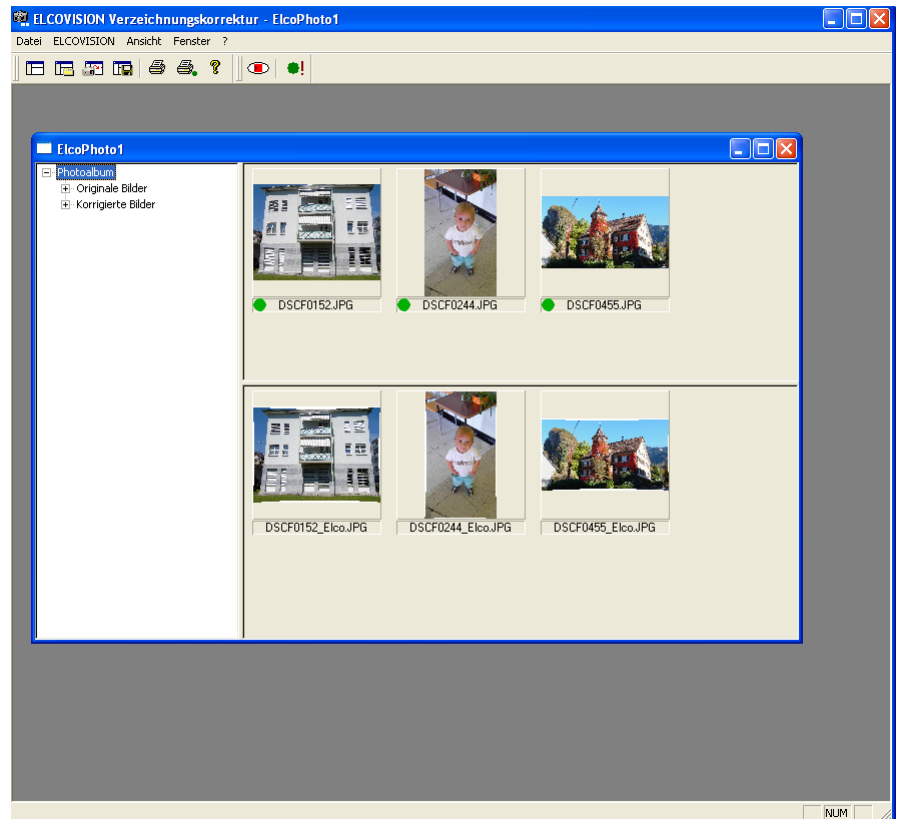 ELCOVISION Verzeichnungskorrektur - ElcoPhoto1
Datei ELCOVISION Ansicht Fenster ?
ElcoPhoto1
Photoalbum
Originale Bilder
Korrigierte Bilder
DSCF0152.JPG DSCF0244.JPG DSCF0455.JPG
DSCF0152_Elco.JPG DSCF0244_Elco.JPG DSCF0455_Elco.JPG
NUM